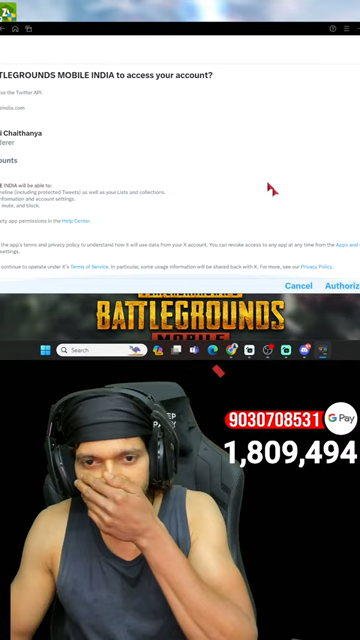 TLEGROUNDS MOBILE INDIA to access your account?
ss the Twitter API.
eindia.com
i Chaithanya
erer
ounts
E INDIA will be able to:
meline (including protected Tweets) as well as your Lists and collections.
nformation and account settings.
mute, and block.
rty app permissions in the Help Center.
the app's terms and privacy policy to understand how it will use data from your X account. You can revoke access to any app at any time from the Apps and
settings.
continue to operate under X's Terms of Service. In particular, some usage information will be shared back with X. For more, see our Privacy Policy.
Cancel Authoriz
BATTLEGROUNDS
MOBILE
Search
9030708531 G Pay
1,809,494